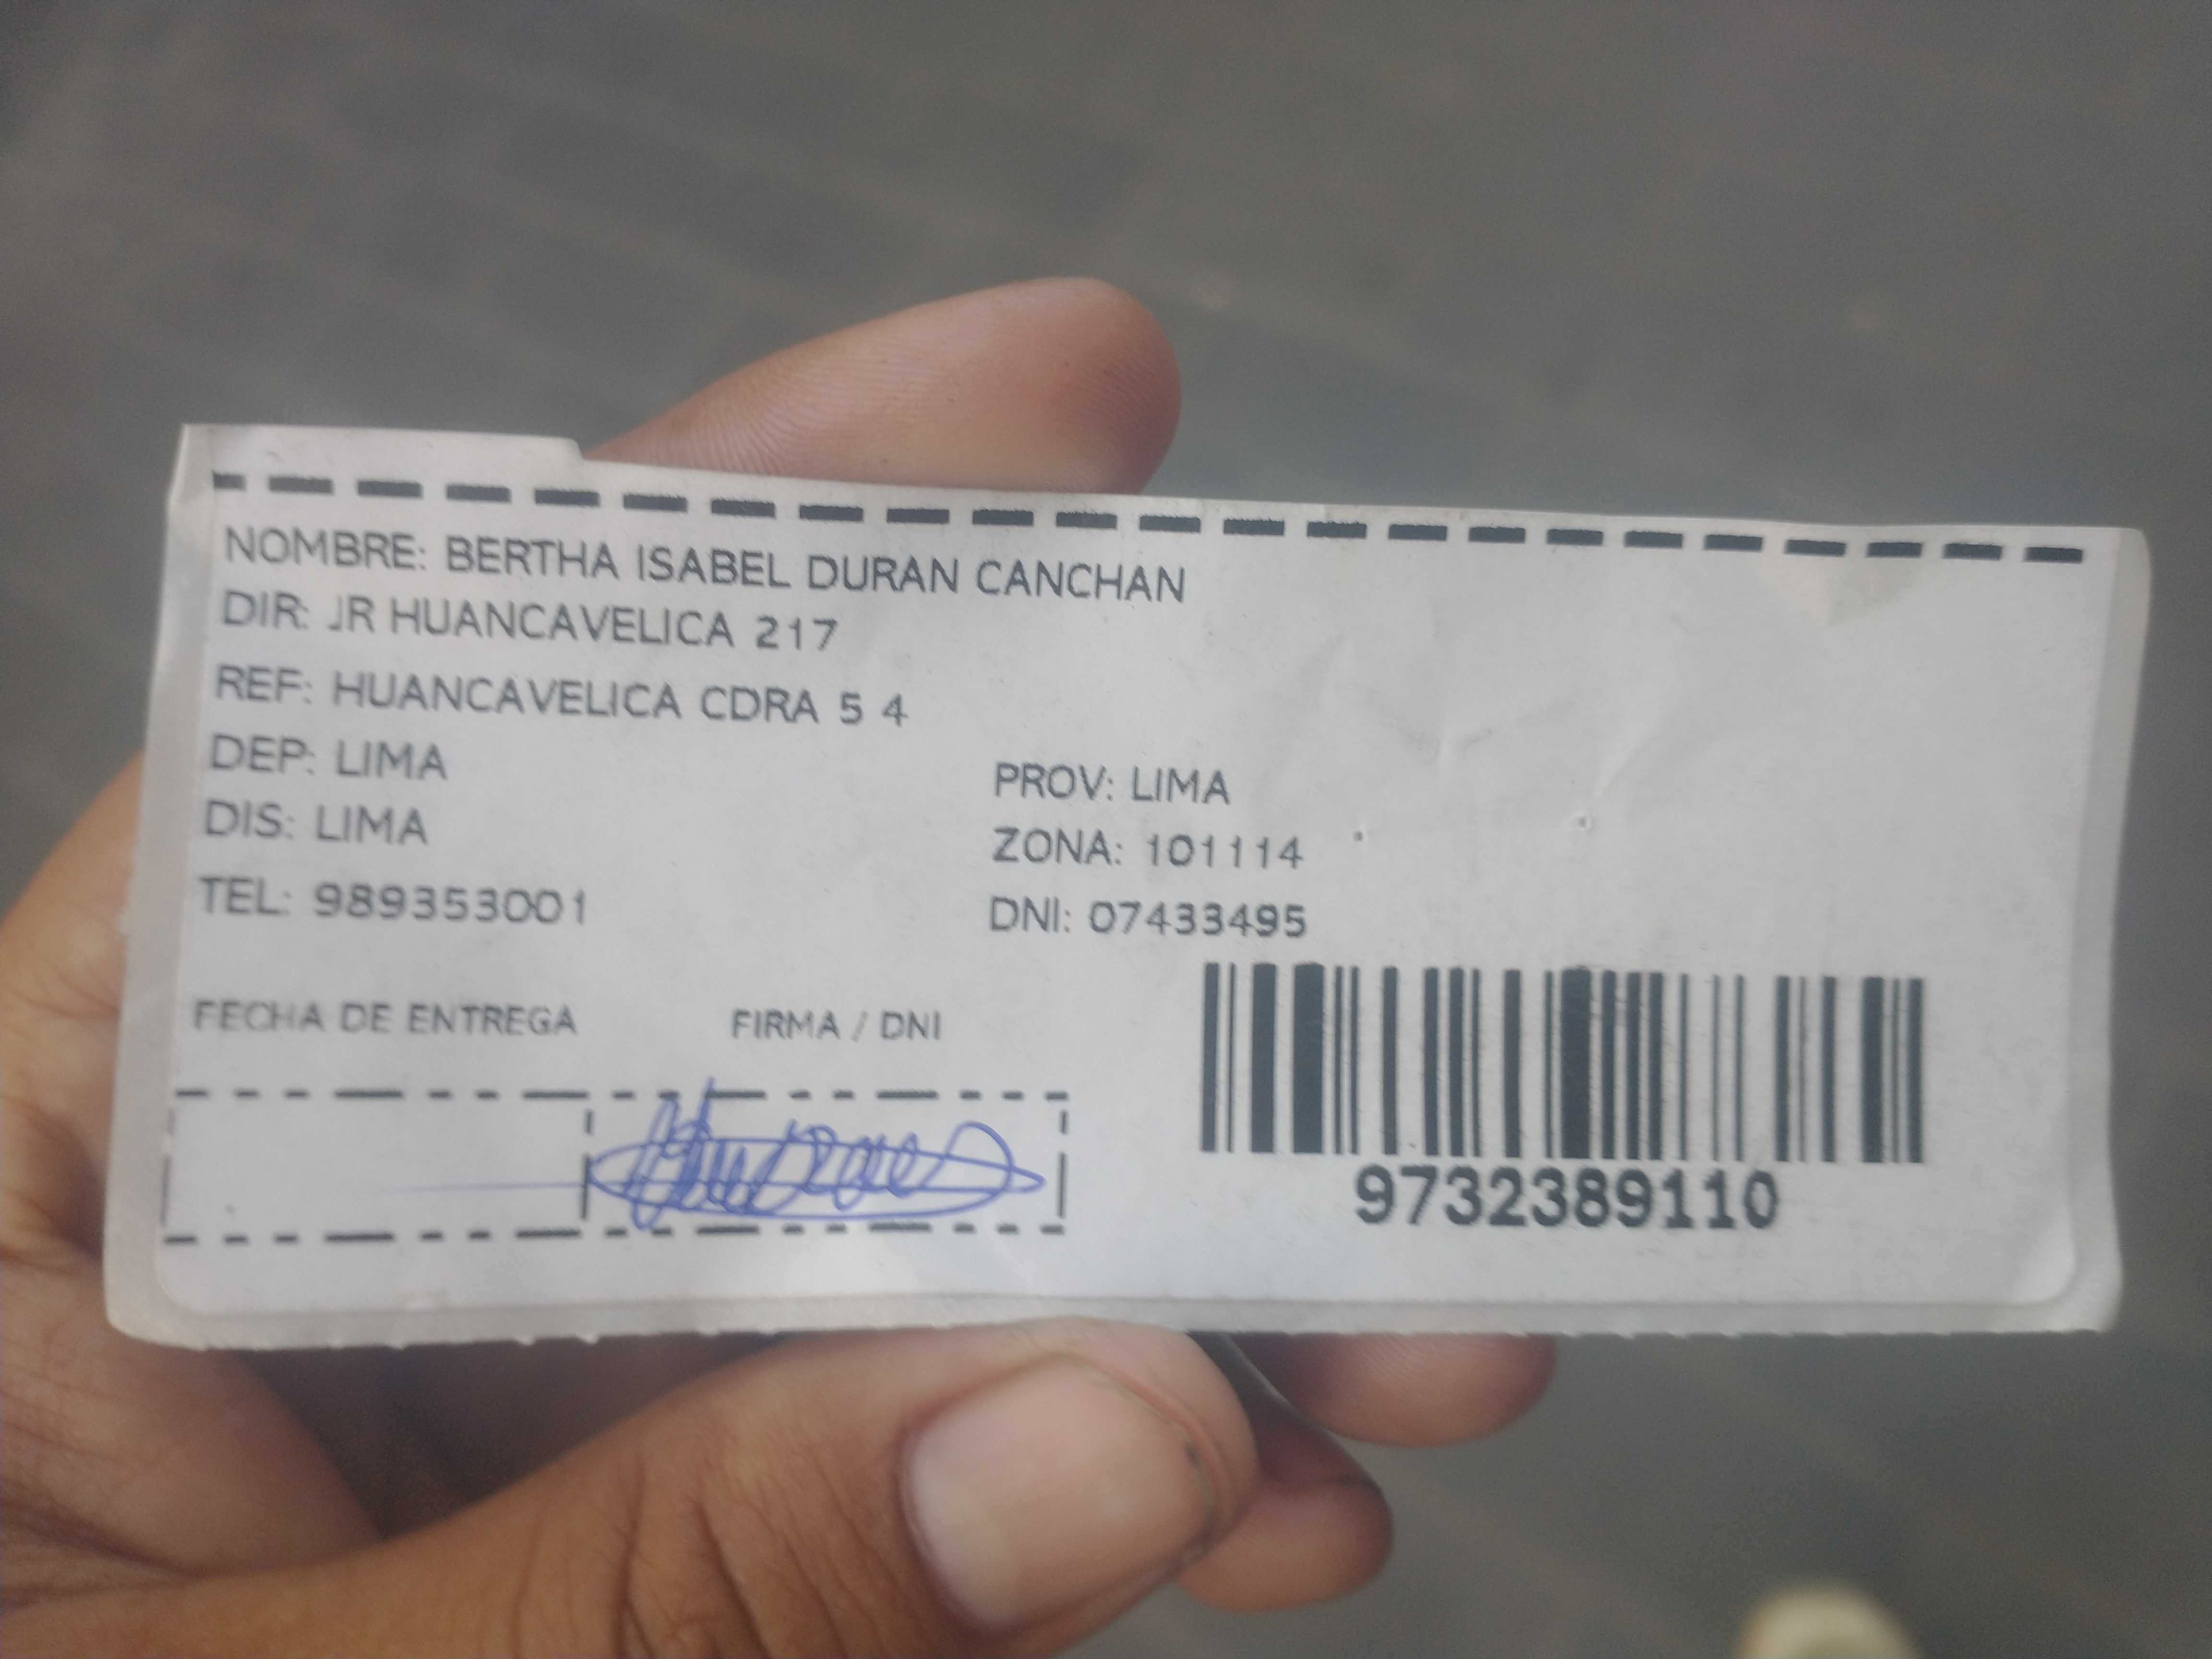 NOMBRE: BERTHA ISABEL DURAN CANCHAN
DIR: JR HUANCAVELICA 217
REF: HUANCAVELICA CDRA 5 4
DEP: LIMA
PROV: LIMA
DIS: LIMA
ZONA: 101114
TEL: 989353001
DNI: 07433495
FECHA DE ENTREGA
FIRMA / DNI
9732389110